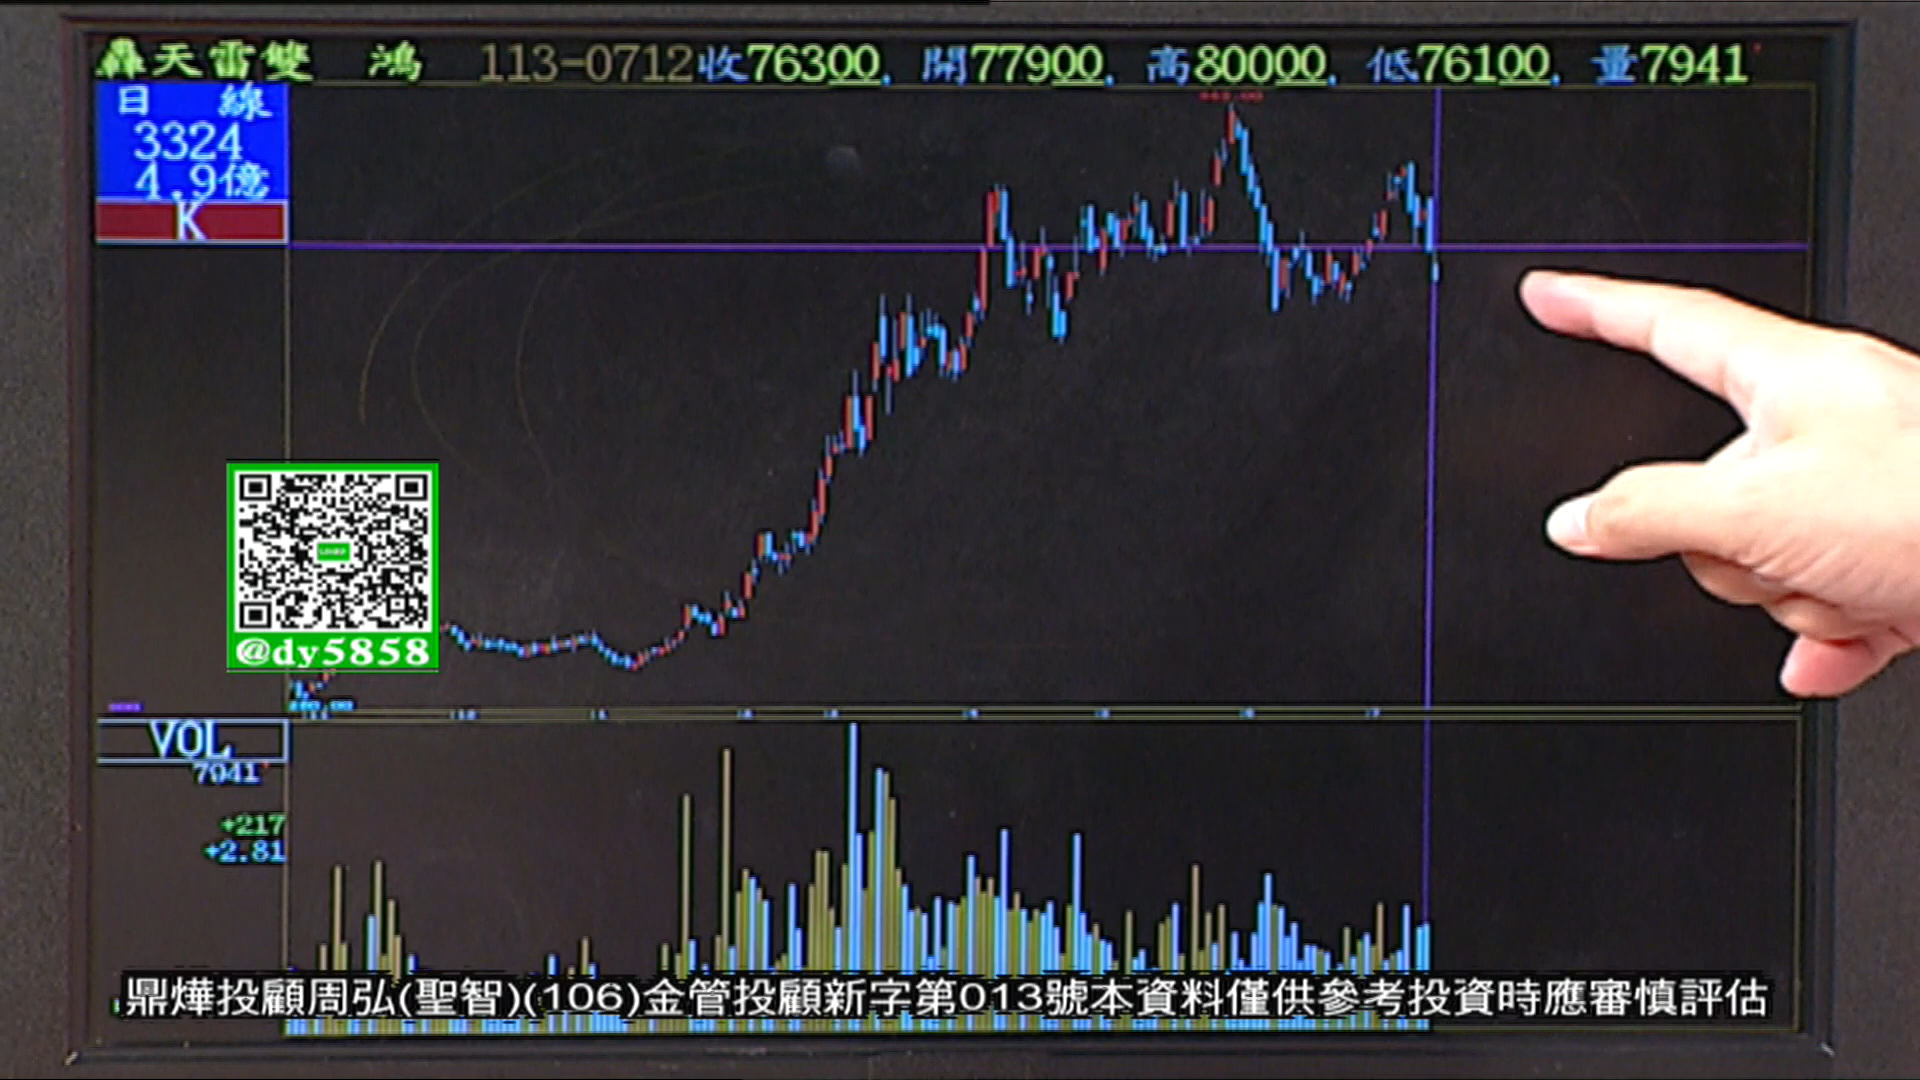 轟天雷雙 鴻 113-0712收76300, 開77900, 高80000, 低76100, 量7941
日 線
3324
4.9億
K
@dy5858
VOL
7941
+217
+2.81
鼎燁投顧周弘(聖智)(106)金管投顧新字第013號本資料僅供參考投資時應審慎評估